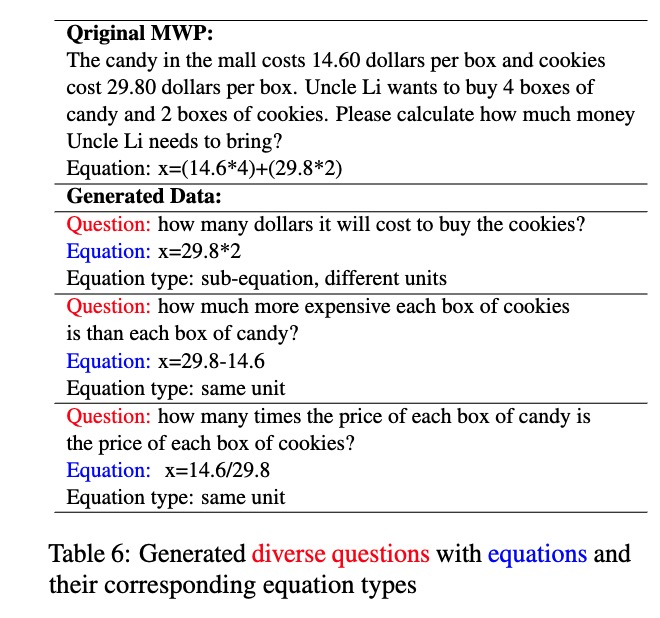 Qriginal MWP:
The candy in the mall costs 14.60 dollars per box and cookies
cost 29.80 dollars per box. Uncle Li wants to buy 4 boxes of
candy and 2 boxes of cookies. Please calculate how much money
Uncle Li needs to bring?
Equation: x=(14.6*4)+(29.8*2)
Generated Data:
Question: how many dollars it will cost to buy the cookies?
Equation: x=29.8*2
Equation type: sub-equation, different units
Question: how much more expensive each box of cookies
is than each box of candy?
Equation: x=29.8-14.6
Equation type: same unit
Question: how many times the price of each box of candy is
the price of each box of cookies?
Equation: x=14.6/29.8
Equation type: same unit
Table 6: Generated diverse questions with equations and
their corresponding equation types